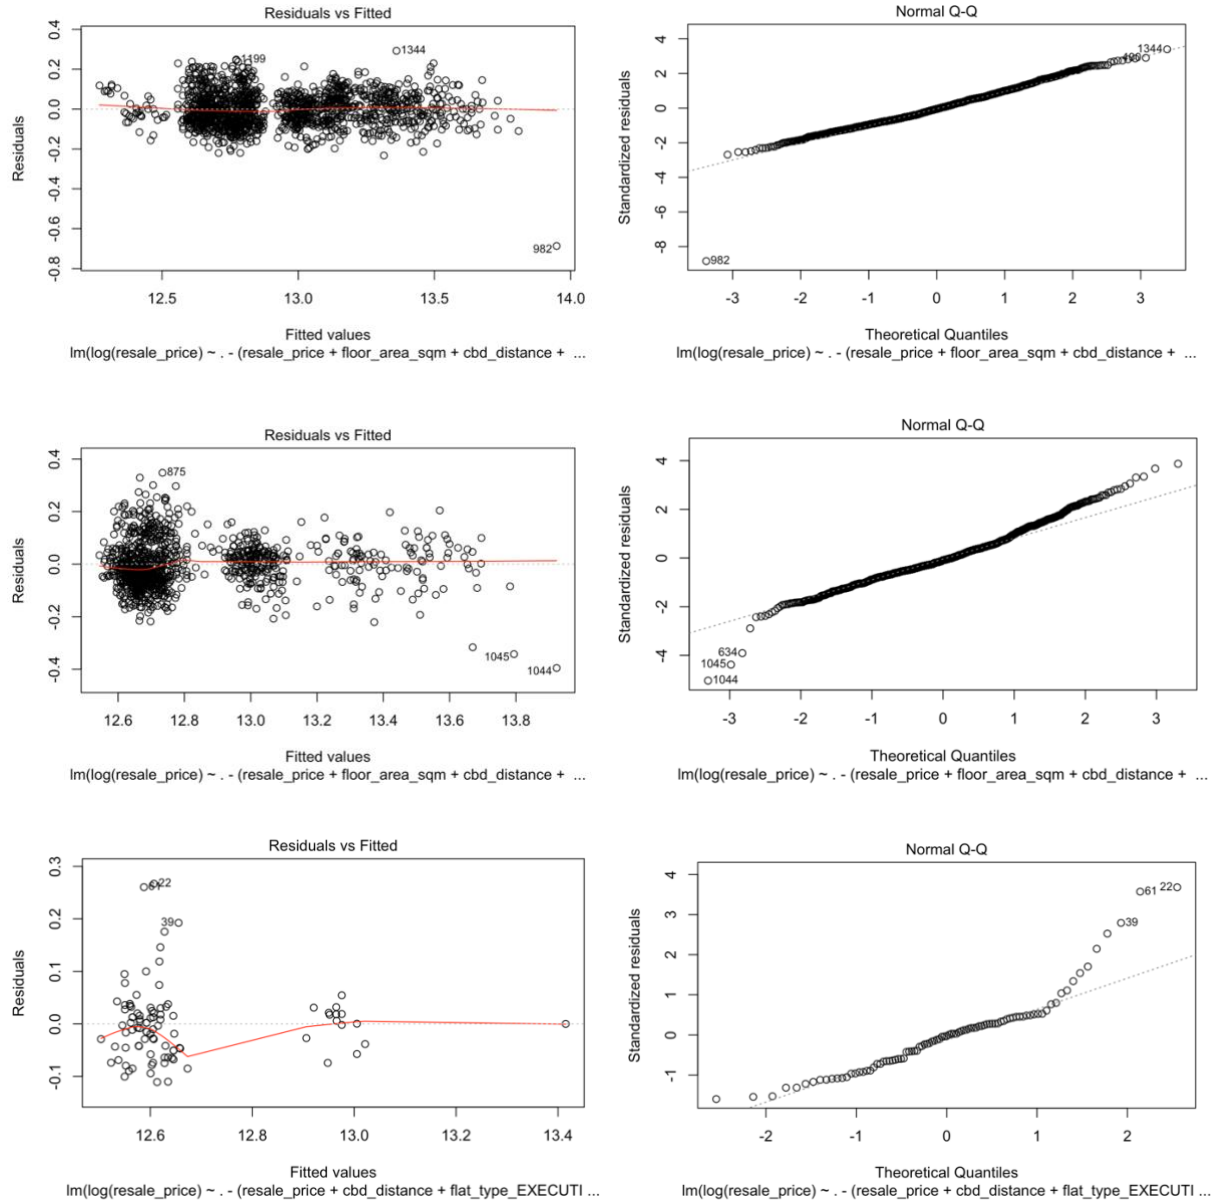 Residuals vs Fitted
0.4
0.2
0.0
-0.2
-0.4
-0.6
-0.8
Residuals
1199
1344
982
12.5 13.0 13.5 14.0
Fitted values
lm(log(resale_price) ~ . - (resale_price + floor_area_sqm + cbd_distance + ...
Normal Q-Q
4
2
0
-2
-4
-6
-8
Standardized residuals
1344
982
-3 -2 -1 0 1 2 3
Theoretical Quantiles
lm(log(resale_price) ~ . - (resale_price + floor_area_sqm + cbd_distance + ...
Residuals vs Fitted
0.4
0.2
0.0
-0.2
-0.4
Residuals
875
1045
1044
12.6 12.8 13.0 13.2 13.4 13.6 13.8
Fitted values
lm(log(resale_price) ~ . - (resale_price + floor_area_sqm + cbd_distance + ...
Normal Q-Q
4
2
0
-2
-4
Standardized residuals
634
1045
1044
-3 -2 -1 0 1 2 3
Theoretical Quantiles
lm(log(resale_price) ~ . - (resale_price + floor_area_sqm + cbd_distance + ...
Residuals vs Fitted
0.3
0.2
0.1
0.0
-0.1
Residuals
22
39
12.6 12.8 13.0 13.2 13.4
Fitted values
lm(log(resale_price) ~ . - (resale_price + cbd_distance + flat_type_EXECUTI ...
Normal Q-Q
4
3
2
1
0
-1
Standardized residuals
61 22
39
-2 -1 0 1 2
Theoretical Quantiles
lm(log(resale_price) ~ . - (resale_price + cbd_distance + flat_type_EXECUTI ...